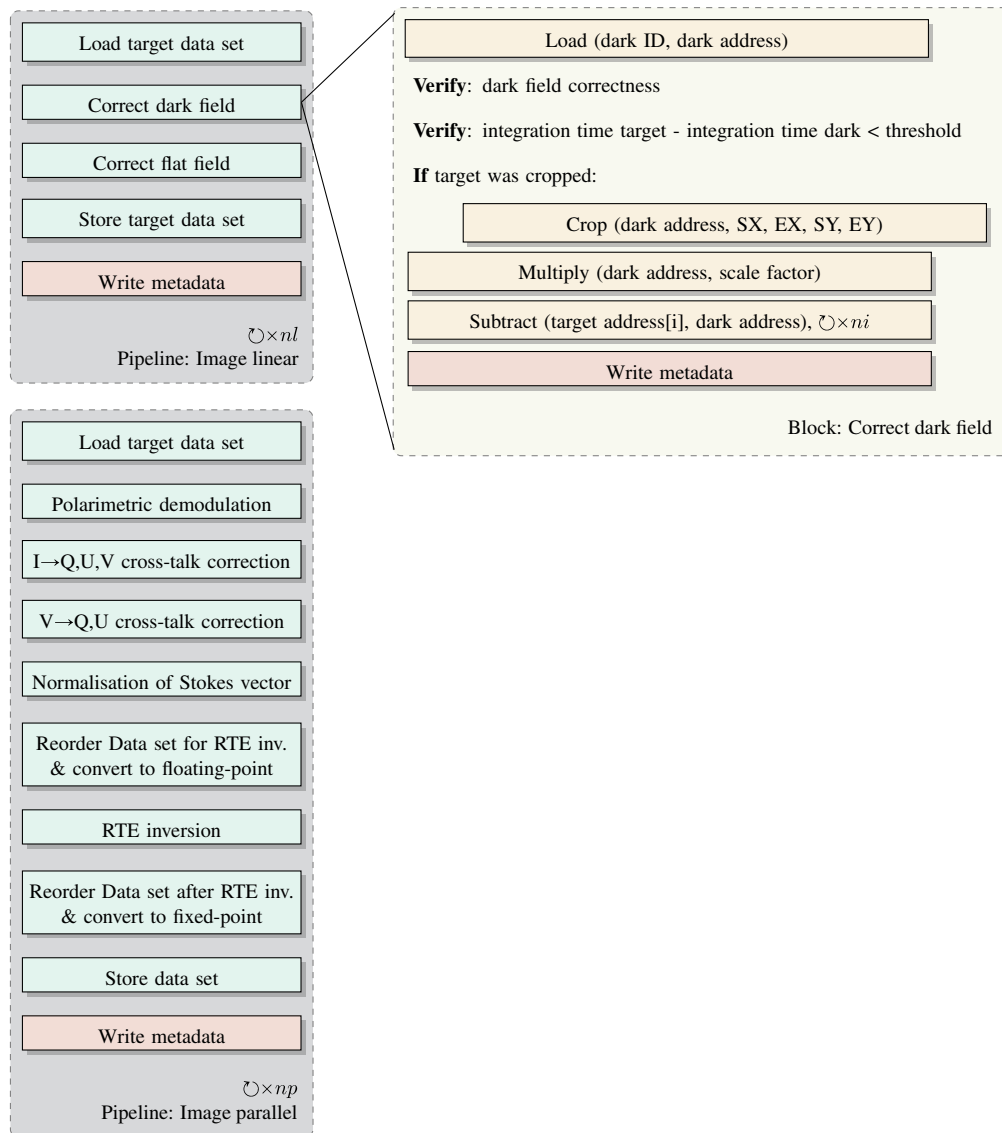 Load target data set
Correct dark field
Correct flat field
Store target data set
Write metadata
↻×nl
Pipeline: Image linear
Load (dark ID, dark address)
Verify: dark field correctness
Verify: integration time target - integration time dark < threshold
If target was cropped:
Crop (dark address, SX, EX, SY, EY)
Multiply (dark address, scale factor)
Subtract (target address[i], dark address), ↻×ni
Write metadata
Block: Correct dark field
Load target data set
Polarimetric demodulation
I→Q,U,V cross-talk correction
V→Q,U cross-talk correction
Normalisation of Stokes vector
Reorder Data set for RTE inv.
& convert to floating-point
RTE inversion
Reorder Data set after RTE inv.
& convert to fixed-point
Store data set
Write metadata
↻×np
Pipeline: Image parallel